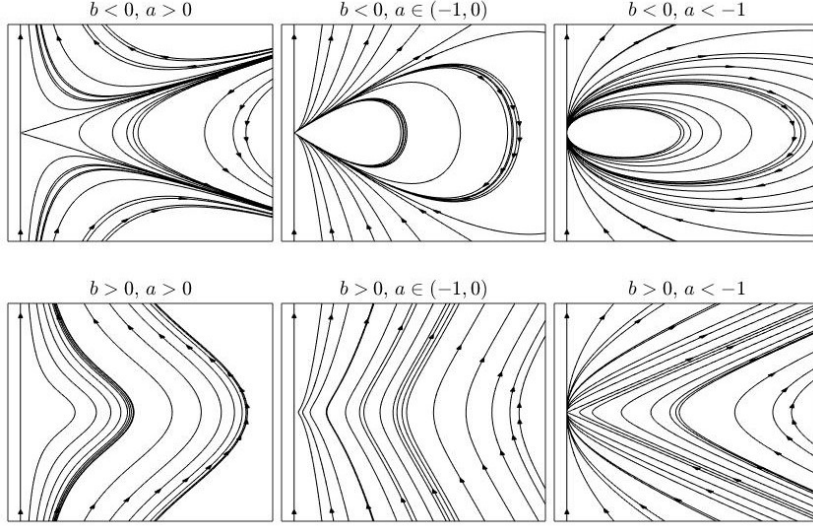 b < 0, a > 0
b < 0, a ∈ (−1, 0)
b < 0, a < −1
b > 0, a > 0
b > 0, a ∈ (−1, 0)
b > 0, a < −1